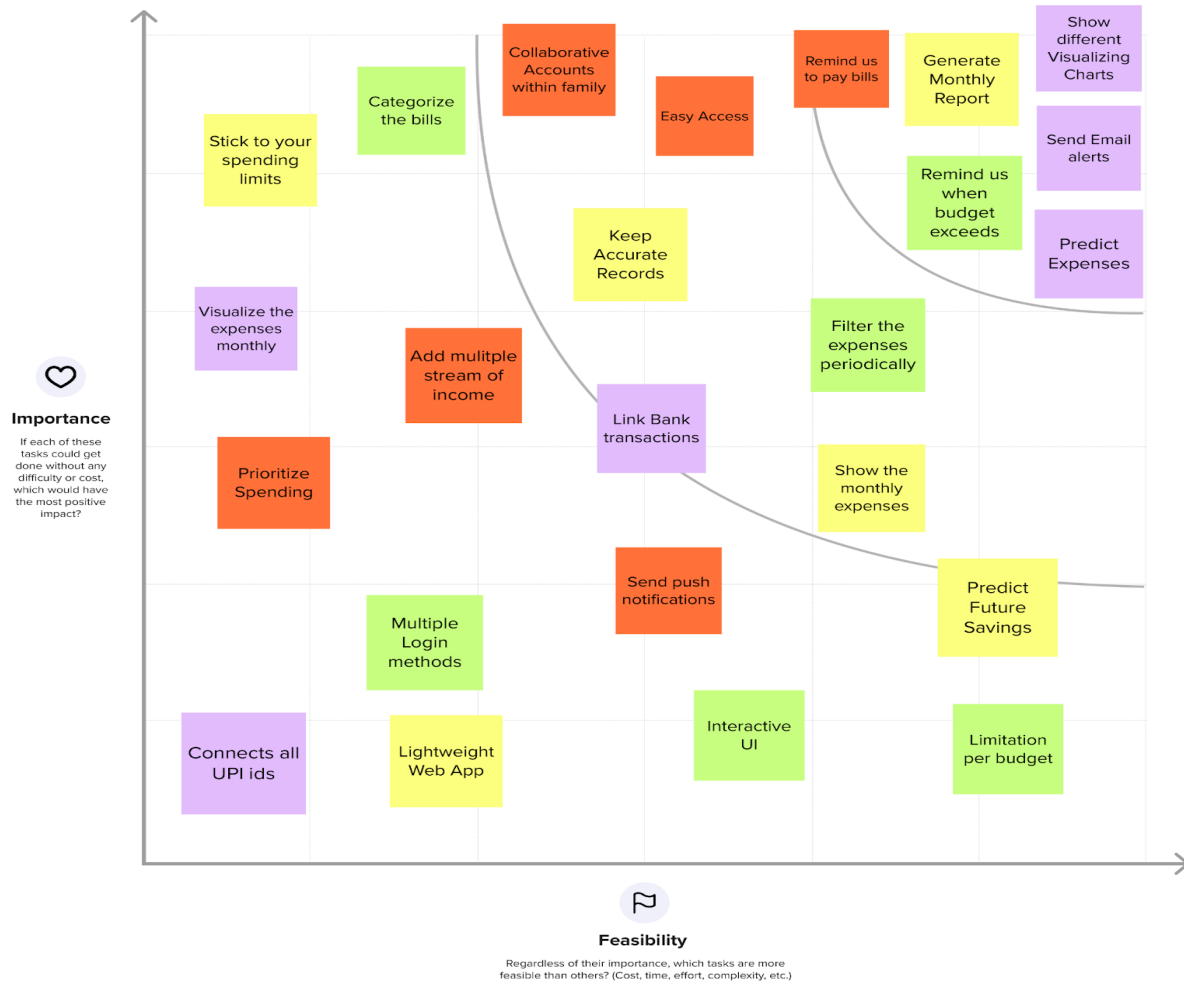 Show
different
Visualizing
Charts
Collaborative
Accounts
within family
Remind us
to pay bills
Generate
Monthly
Report
Categorize
the bills
Easy Access
Stick to your
spending
limits
Send Email
alerts
Remind us
when
budget
exceeds
Keep
Accurate
Records
Predict
Expenses
Visualize the
expenses
monthly
Filter the
expenses
periodically
Add mulitple
stream of
income
Link Bank
transactions
Importance
If each of these
tasks could get
done without any
difficulty or cost,
which would have
the most positive
impact?
Prioritize
Spending
Show the
monthly
expenses
Send push
notifications
Predict
Future
Savings
Multiple
Login
methods
Connects all
UPI ids
Lightweight
Web App
Interactive
UI
Limitation
per budget
Feasibility
Regardless of their importance, which tasks are more
feasible than others? (Cost, time, effort, complexity, etc.)